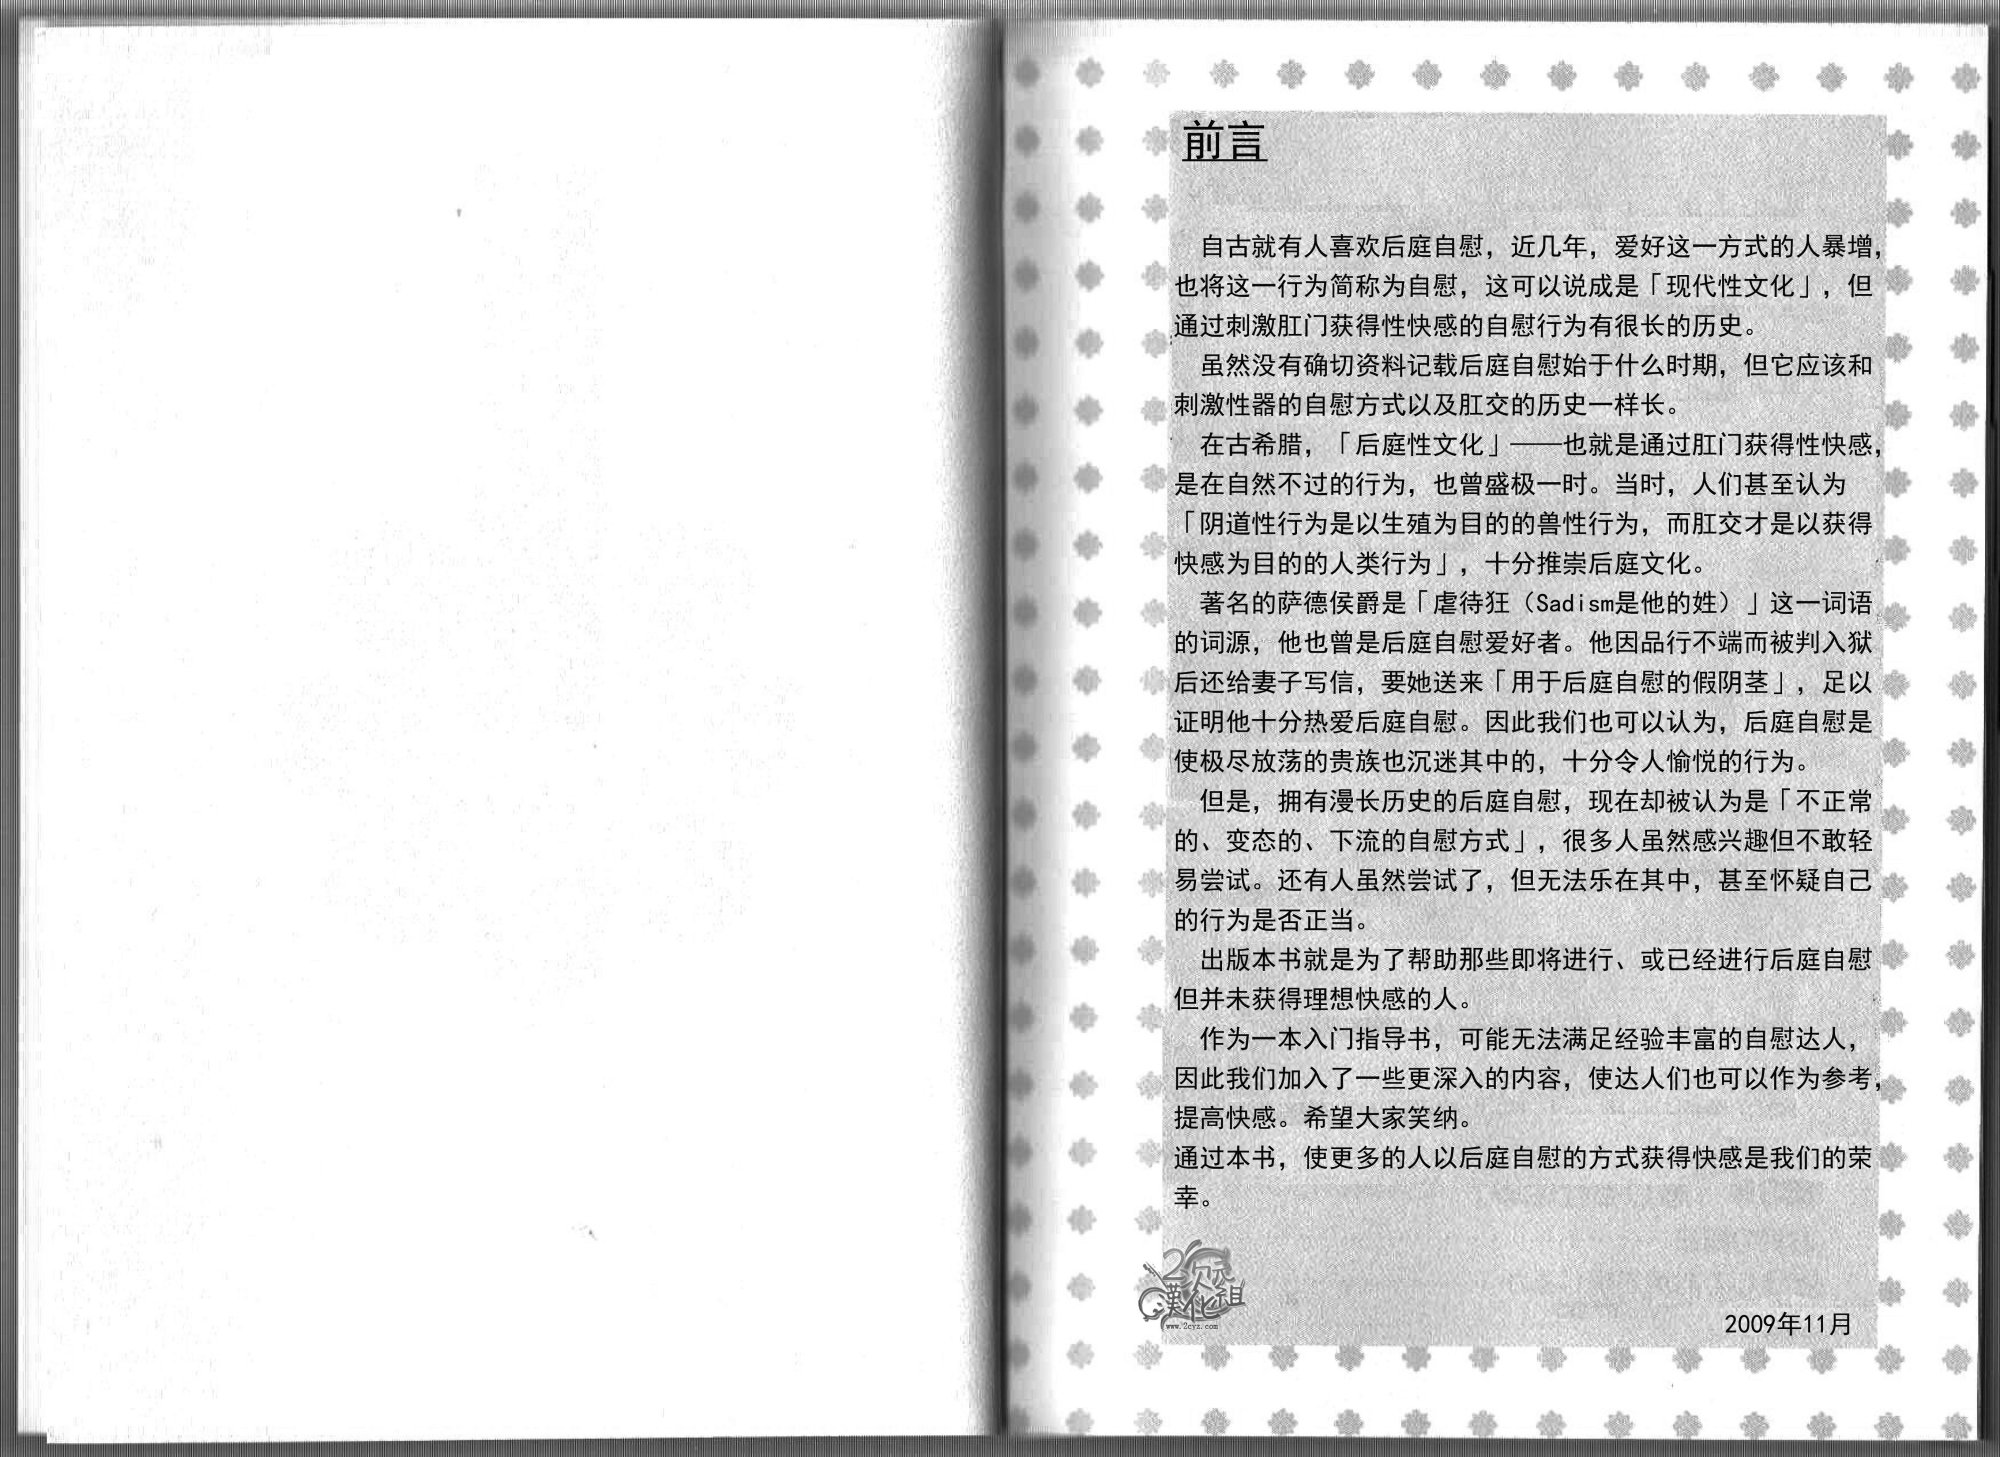 前言
自古就有人喜欢后庭自慰，近几年，爱好这一方式的人暴增，
也将这一行为简称为自慰，这可以说成是「现代性文化」，但
通过刺激肛门获得性快感的自慰行为有很长的历史。
虽然没有确切资料记载后庭自慰始于什么时期，但它应该和
刺激性器的自慰方式以及肛交的历史一样长。
在古希腊，「后庭性文化」——也就是通过肛门获得性快感，
是在自然不过的行为，也曾盛极一时。当时，人们甚至认为
「阴道性行为是以生殖为目的的兽性行为，而肛交才是以获得
快感为目的的人类行为」，十分推崇后庭文化。
著名的萨德侯爵是「虐待狂（Sadism是他的姓）」这一词语
的词源，他也曾是后庭自慰爱好者。他因品行不端而被判入狱
后还给妻子写信，要她送来「用于后庭自慰的假阴茎」，足以
证明他十分热爱后庭自慰。因此我们也可以认为，后庭自慰是
使极尽放荡的贵族也沉迷其中的，十分令人愉悦的行为。
但是，拥有漫长历史的后庭自慰，现在却被认为是「不正常
的、变态的、下流的自慰方式」，很多人虽然感兴趣但不敢轻
易尝试。还有人虽然尝试了，但无法乐在其中，甚至怀疑自己
的行为是否正当。
出版本书就是为了帮助那些即将进行、或已经进行后庭自慰
但并未获得理想快感的人。
作为一本入门指导书，可能无法满足经验丰富的自慰达人，
因此我们加入了一些更深入的内容，使达人们也可以作为参考，
提高快感。希望大家笑纳。
通过本书，使更多的人以后庭自慰的方式获得快感是我们的荣
幸。
2次元
漢化組
www.2cyz.com
2009年11月